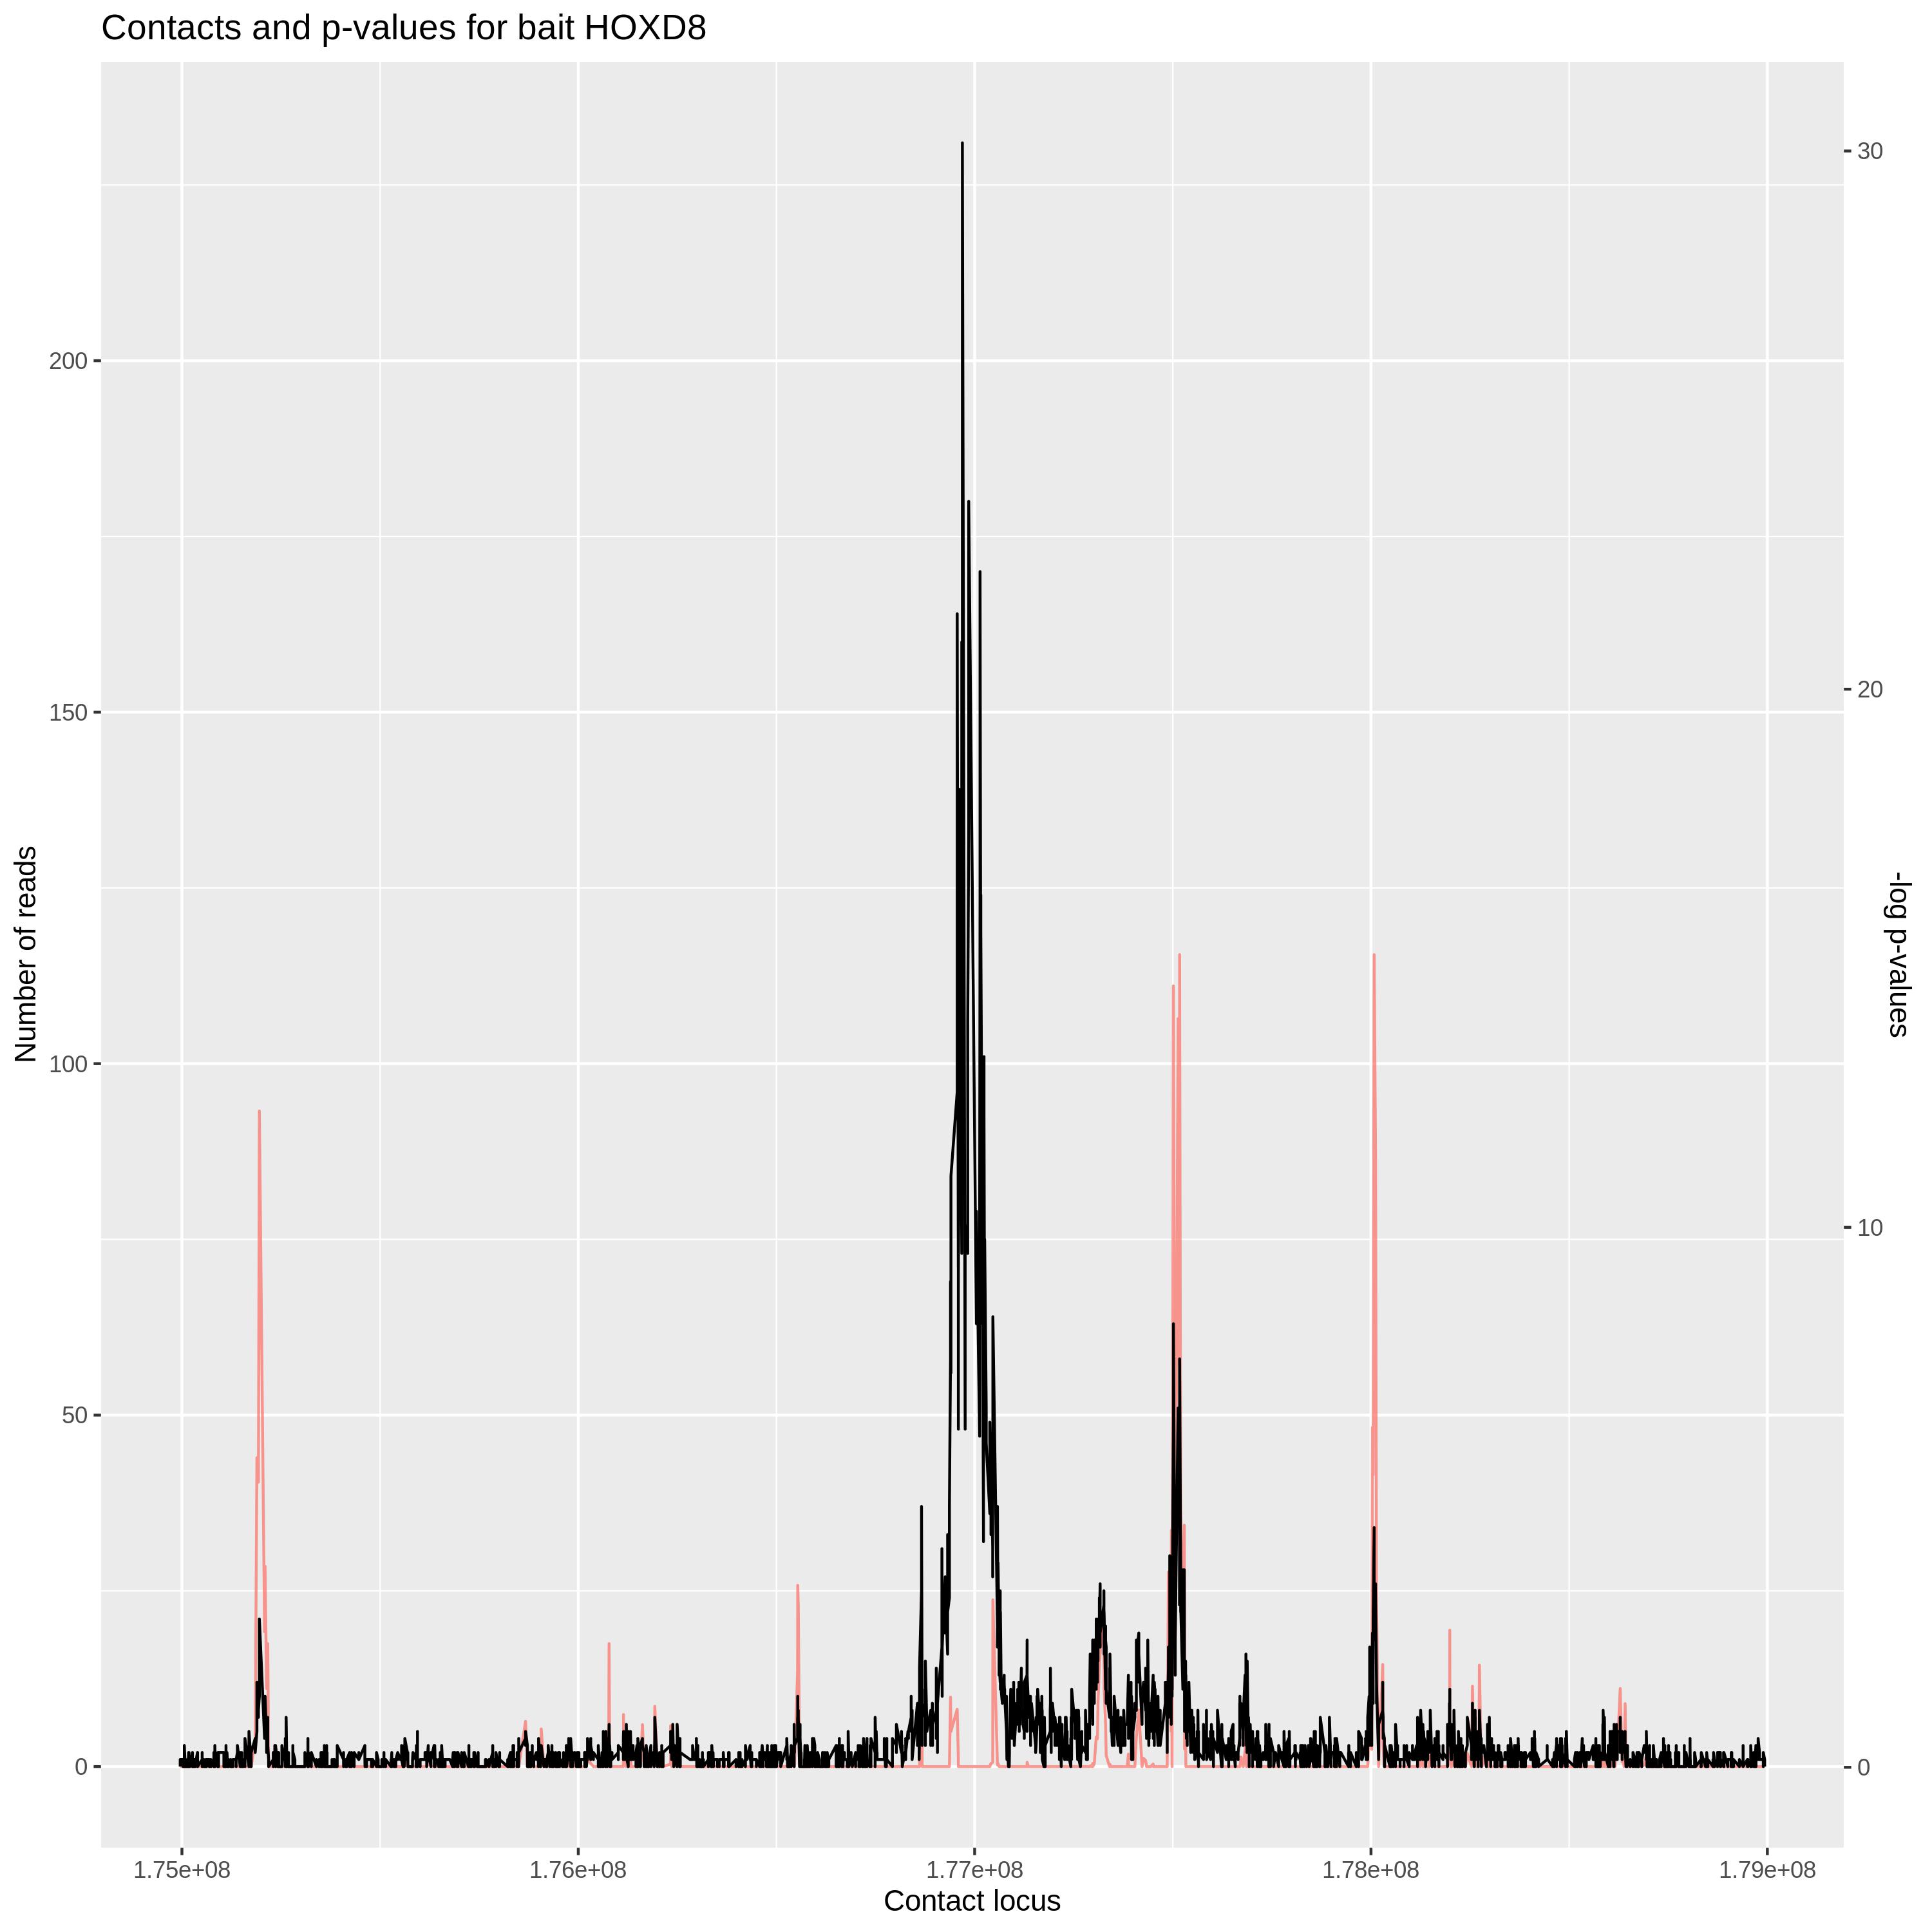 Contacts and p-values for bait HOXD8
Number of reads
200
150
100
50
0
30
20
10
0
-log p-values
1.75e+08
1.76e+08
1.77e+08
1.78e+08
1.79e+08
Contact locus